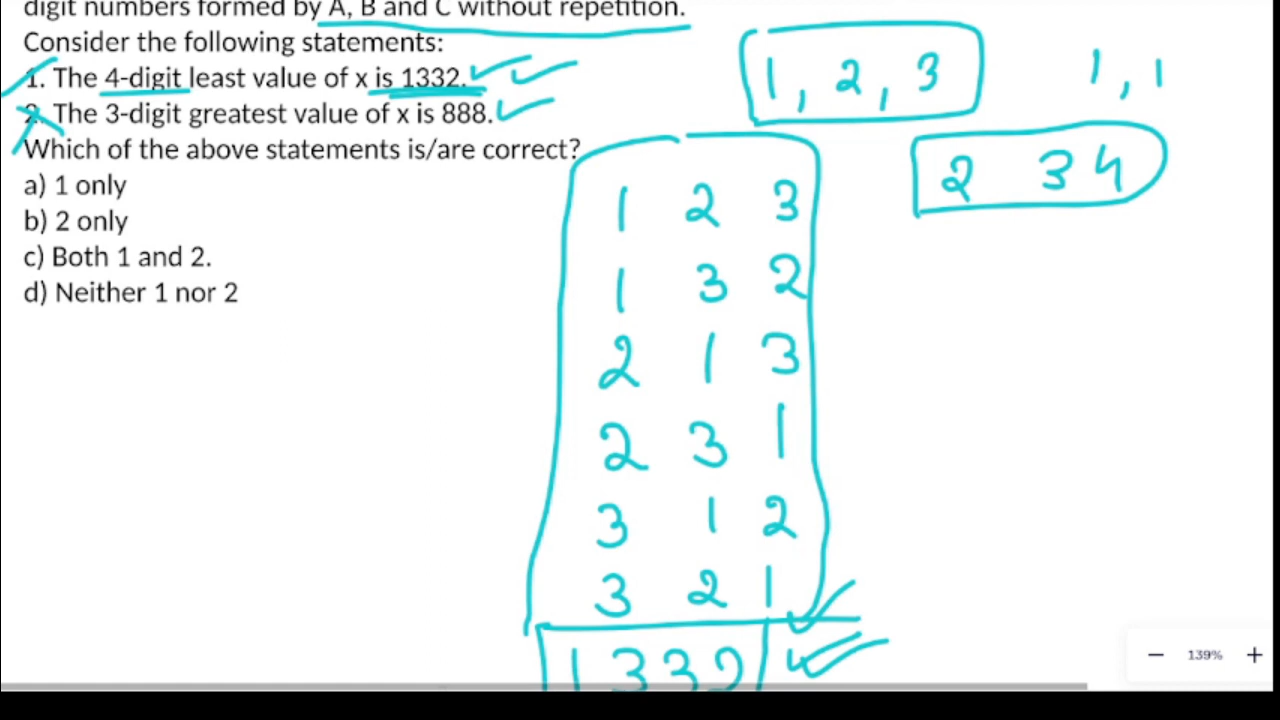 digit numbers formed by A, B and C without repetition.
Consider the following statements:
1. The 4-digit least value of x is 1332.
2. The 3-digit greatest value of x is 888.
Which of the above statements is/are correct?
a) 1 only
b) 2 only
c) Both 1 and 2.
d) Neither 1 nor 2
1, 2, 3
1, 1
2 3 4
1 2 3
1 3 2
2 1 3
2 3 1
3 1 2
3 2 1
1332
139%